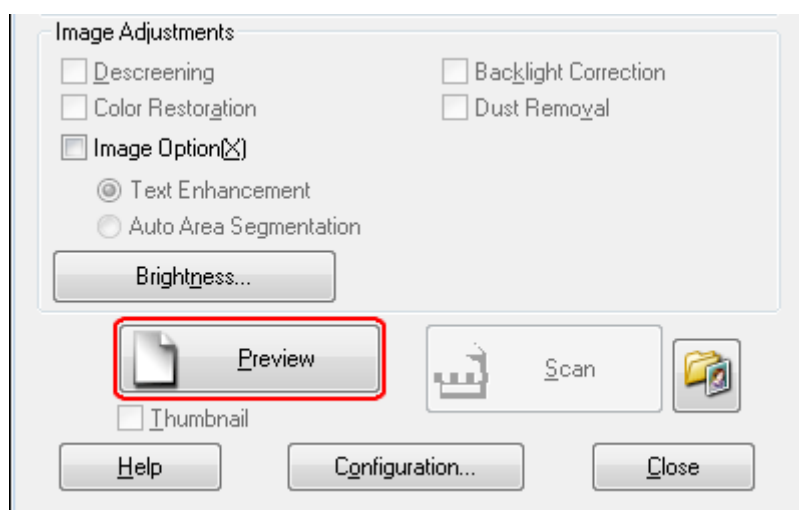 Image Adjustments
Descreening Backlight Correction
Color Restoration Dust Removal
Image Option(X)
Text Enhancement
Auto Area Segmentation
Brightness...
Preview Scan
Thumbnail
Help Configuration... Close